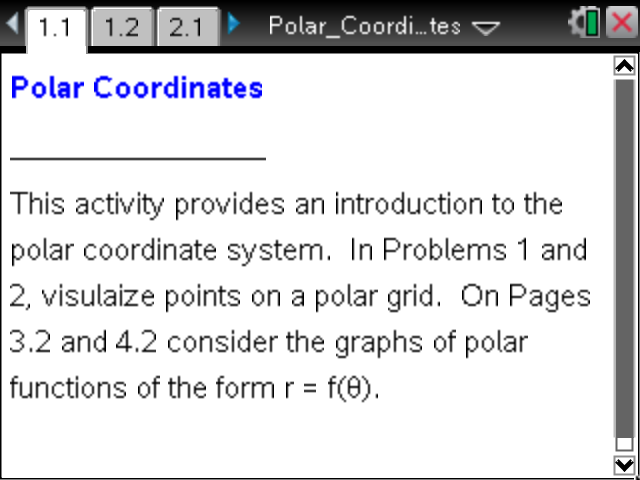 1.1 1.2 2.1 Polar_Coordi...tes
Polar Coordinates
This activity provides an introduction to the
polar coordinate system. In Problems 1 and
2, visulaize points on a polar grid. On Pages
3.2 and 4.2 consider the graphs of polar
functions of the form r = f(θ).